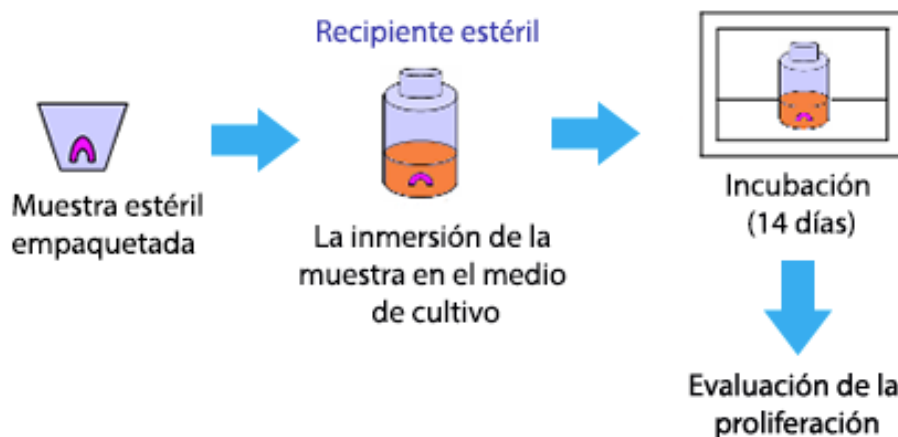 Recipiente estéril
Muestra estéril
empaquetada
La inmersión de la
muestra en el medio
de cultivo
Incubación
(14 días)
Evaluación de la
proliferación